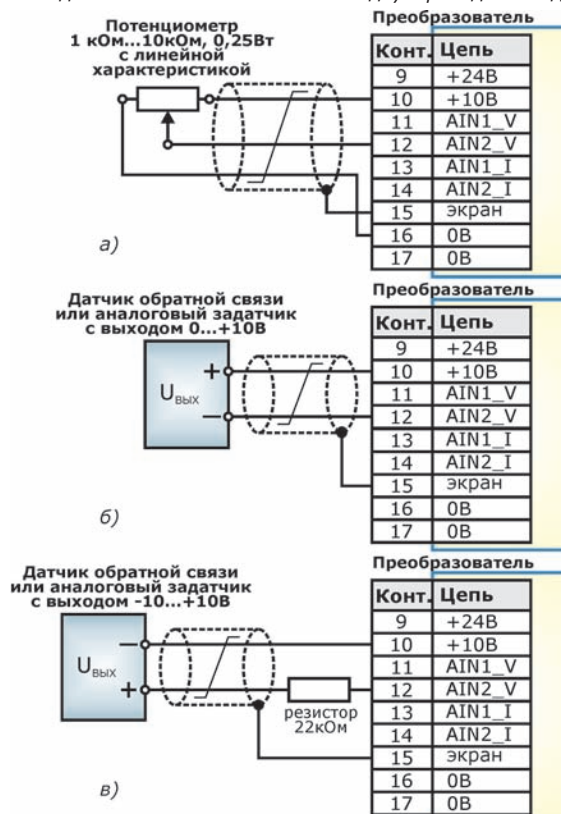 Потенциометр
1 кОм...10кОм, 0,25Вт
с линейной
характеристикой
Преобразователь
Конт. Цепь
9 +24В
10 +10В
11 AIN1_V
12 AIN2_V
13 AIN1_I
14 AIN2_I
15 экран
16 0В
17 0В
а)
Датчик обратной связи
или аналоговый задатчик
с выходом 0...+10В
+
Uвых
−
Преобразователь
Конт. Цепь
9 +24В
10 +10В
11 AIN1_V
12 AIN2_V
13 AIN1_I
14 AIN2_I
15 экран
16 0В
17 0В
б)
Датчик обратной связи
или аналоговый задатчик
с выходом -10...+10В
−
Uвых
+
резистор
22кОм
Преобразователь
Конт. Цепь
9 +24В
10 +10В
11 AIN1_V
12 AIN2_V
13 AIN1_I
14 AIN2_I
15 экран
16 0В
17 0В
в)